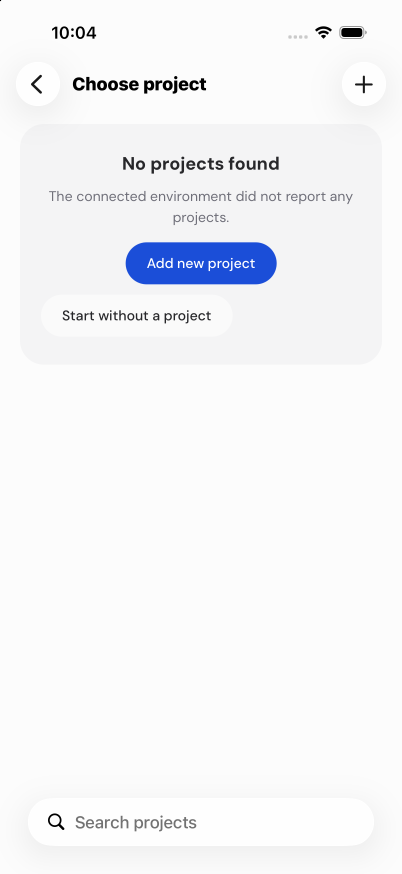 10:04
Choose project
No projects found
The connected environment did not report any
projects.
Add new project
Start without a project
Search projects